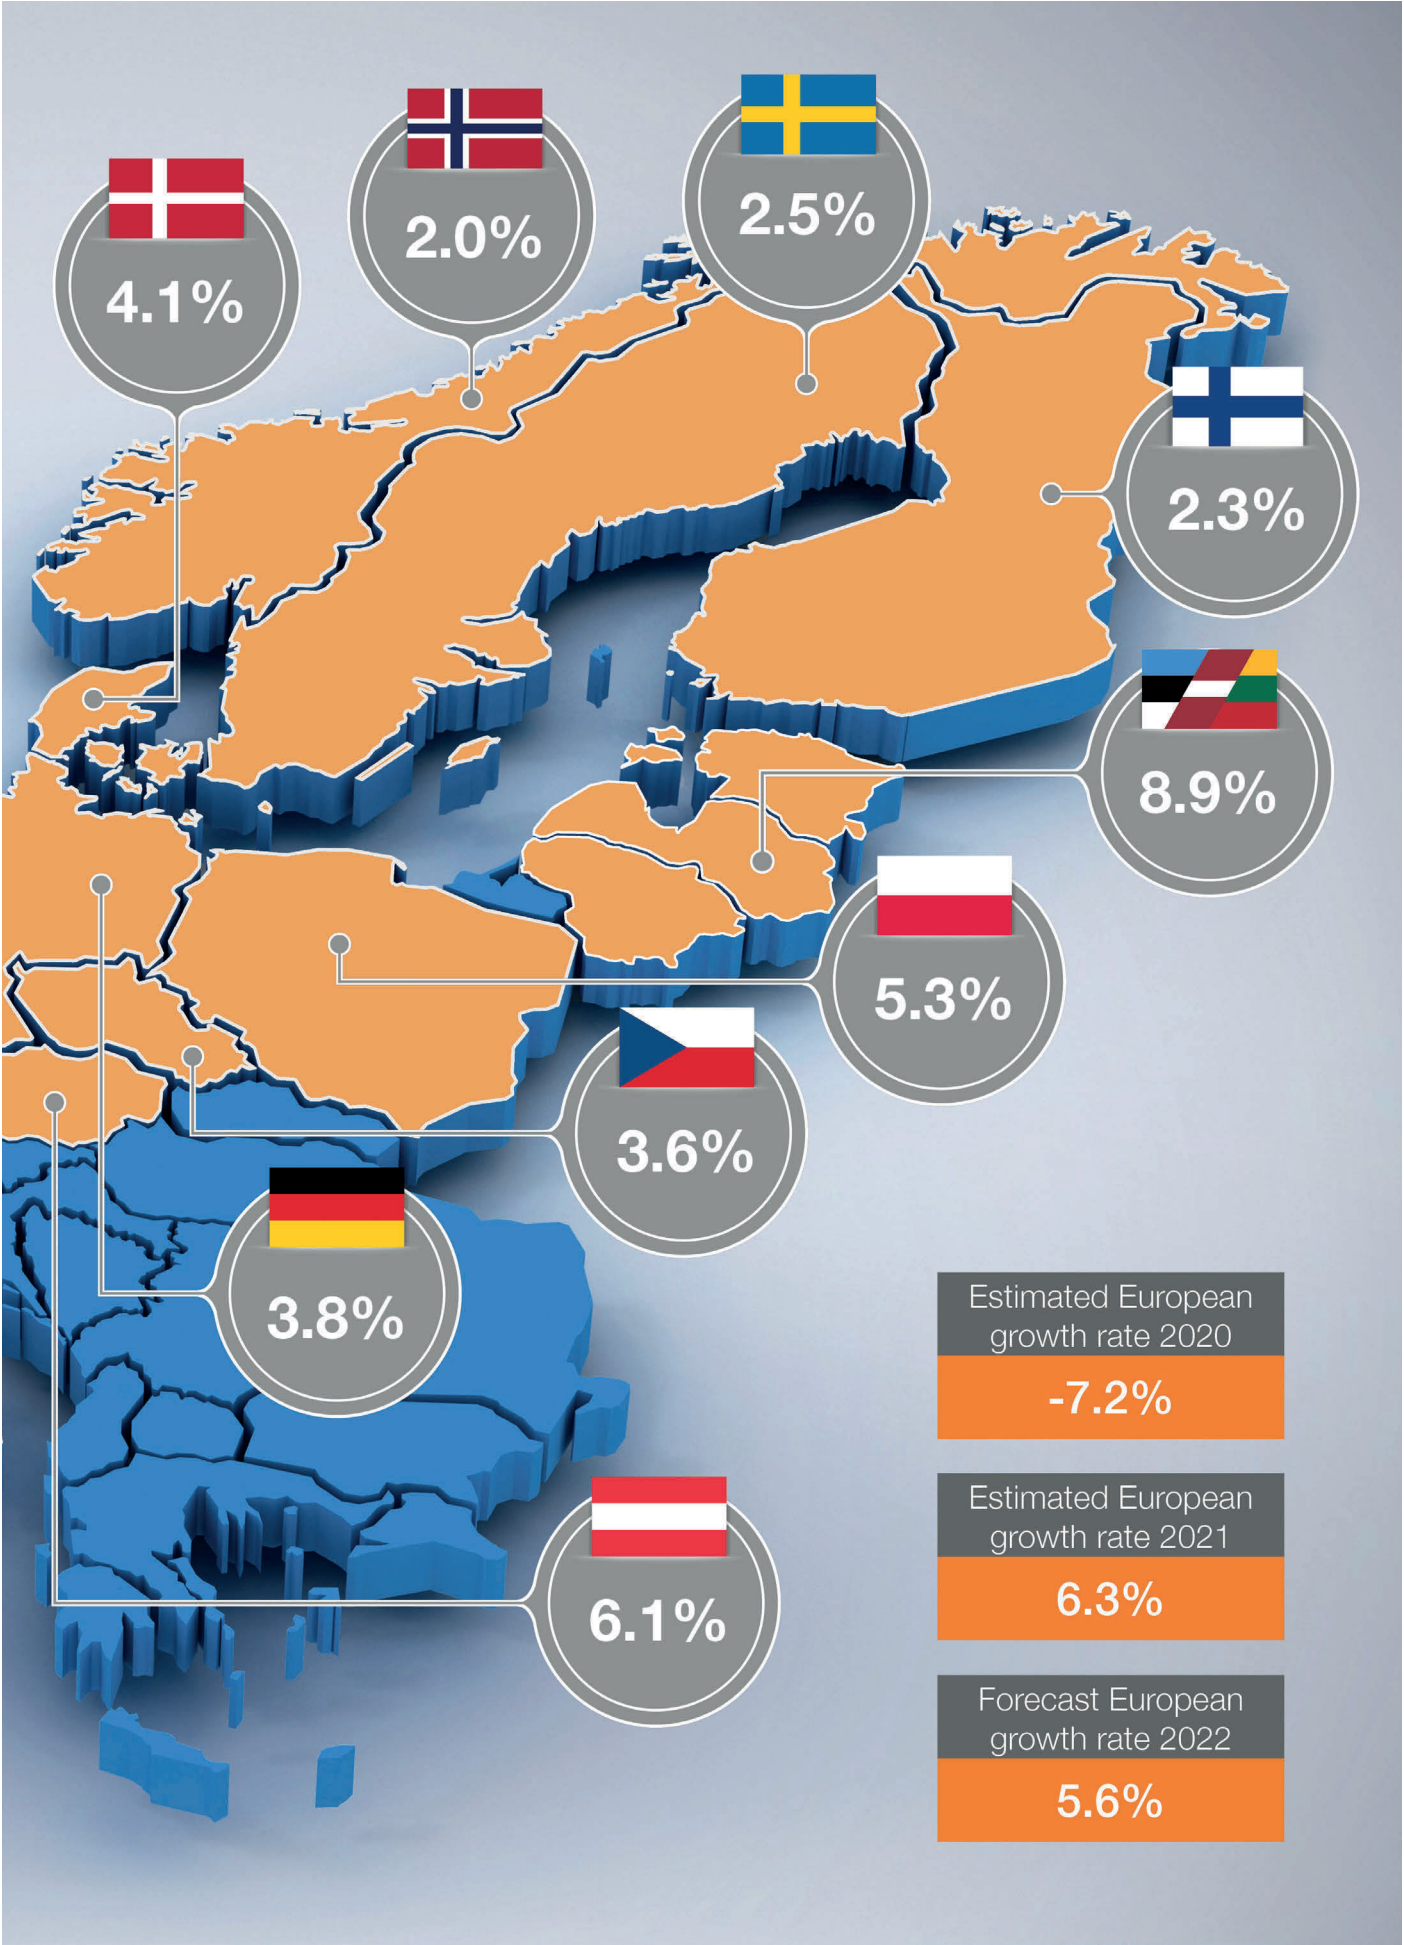 2.5%
2.0%
4.1%
2.3%
8.9%
5.3%
3.6%
3.8%
6.1%
Estimated European
growth rate 2020
-7.2%
Estimated European
growth rate 2021
6.3%
Forecast European
growth rate 2022
5.6%